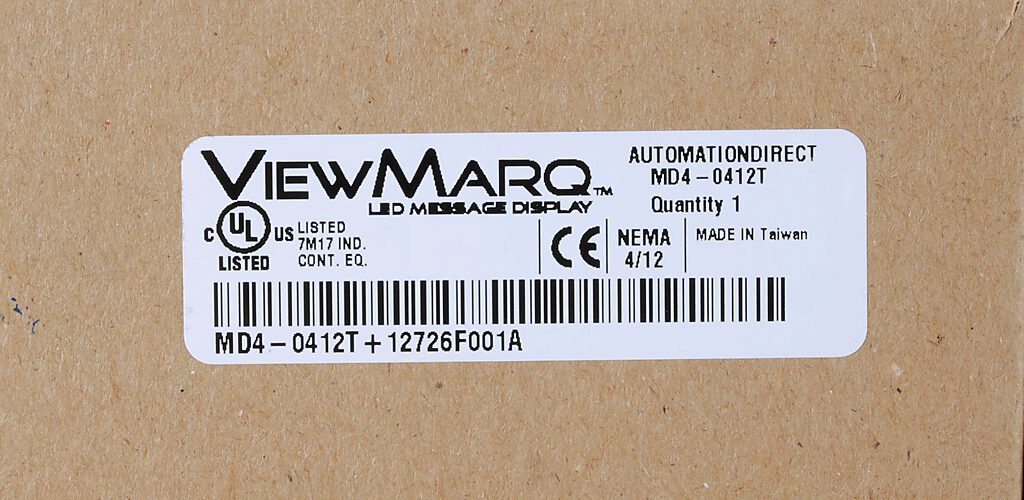 VIEWMARQ™
LED MESSAGE DISPLAY
AUTOMATIONDIRECT
MD4-0412T
Quantity 1
C UL US
LISTED
LISTED
7M17 IND.
CONT. EQ.
CE
NEMA
4/12
MADE IN Taiwan
MD4-0412T+12726F001A